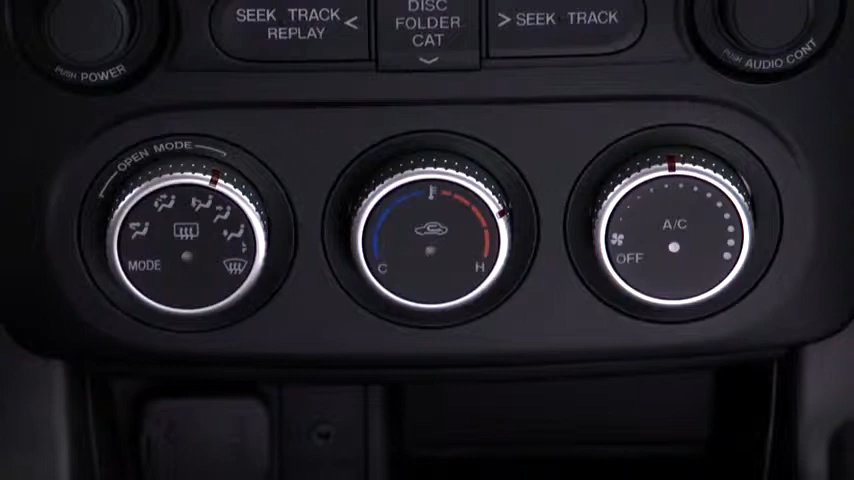 SEEK TRACK
REPLAY
DISC
FOLDER
CAT
SEEK TRACK
PUSH POWER
PUSH AUDIO CONT
OPEN MODE
MODE
C
H
A/C
OFF